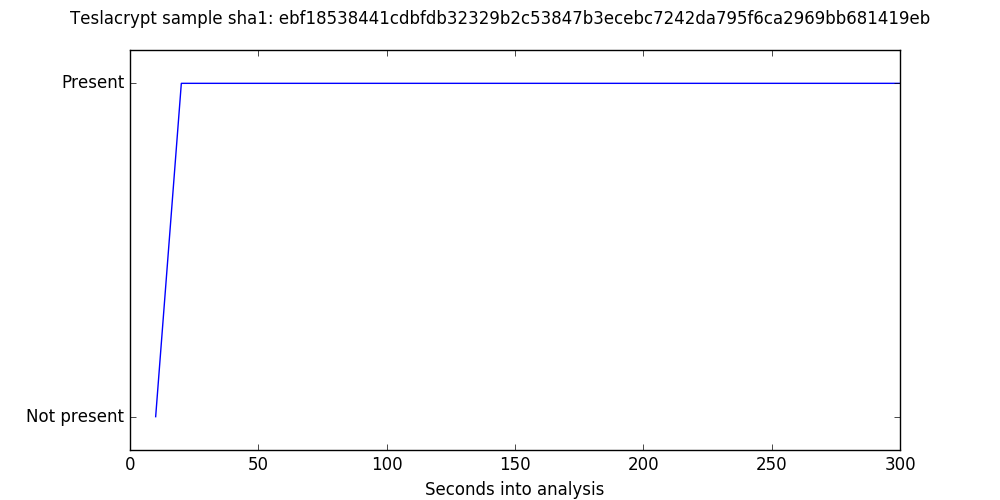 Teslacrypt sample sha1: ebf18538441cdbfdb32329b2c53847b3ecebc7242da795f6ca2969bb681419eb
Present
Not present
0 50 100 150 200 250 300
Seconds into analysis